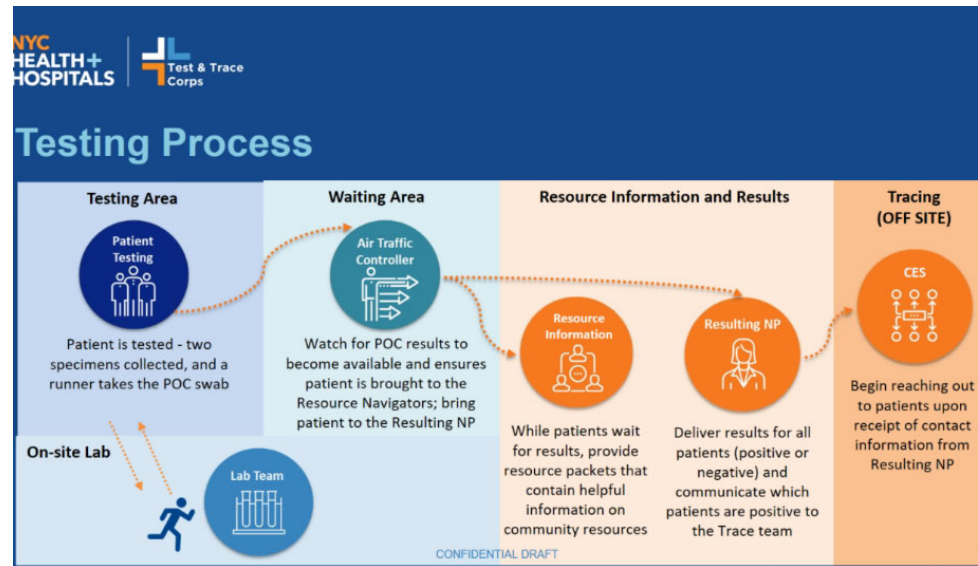 NYC
HEALTH+
HOSPITALS
Test & Trace
Corps
Testing Process
Testing Area
Patient
Testing
Patient is tested - two
specimens collected, and a
runner takes the POC swab
On-site Lab
Lab Team
Waiting Area
Air Traffic
Controller
Watch for POC results to
become available and ensures
patient is brought to the
Resource Navigators; bring
patient to the Resulting NP
Resource Information and Results
Resource
Information
While patients wait
for results, provide
resource packets that
contain helpful
information on
community resources
Resulting NP
Deliver results for all
patients (positive or
negative) and
communicate which
patients are positive to
the Trace team
Tracing
(OFF SITE)
CES
Begin reaching out
to patients upon
receipt of contact
information from
Resulting NP
CONFIDENTIAL DRAFT